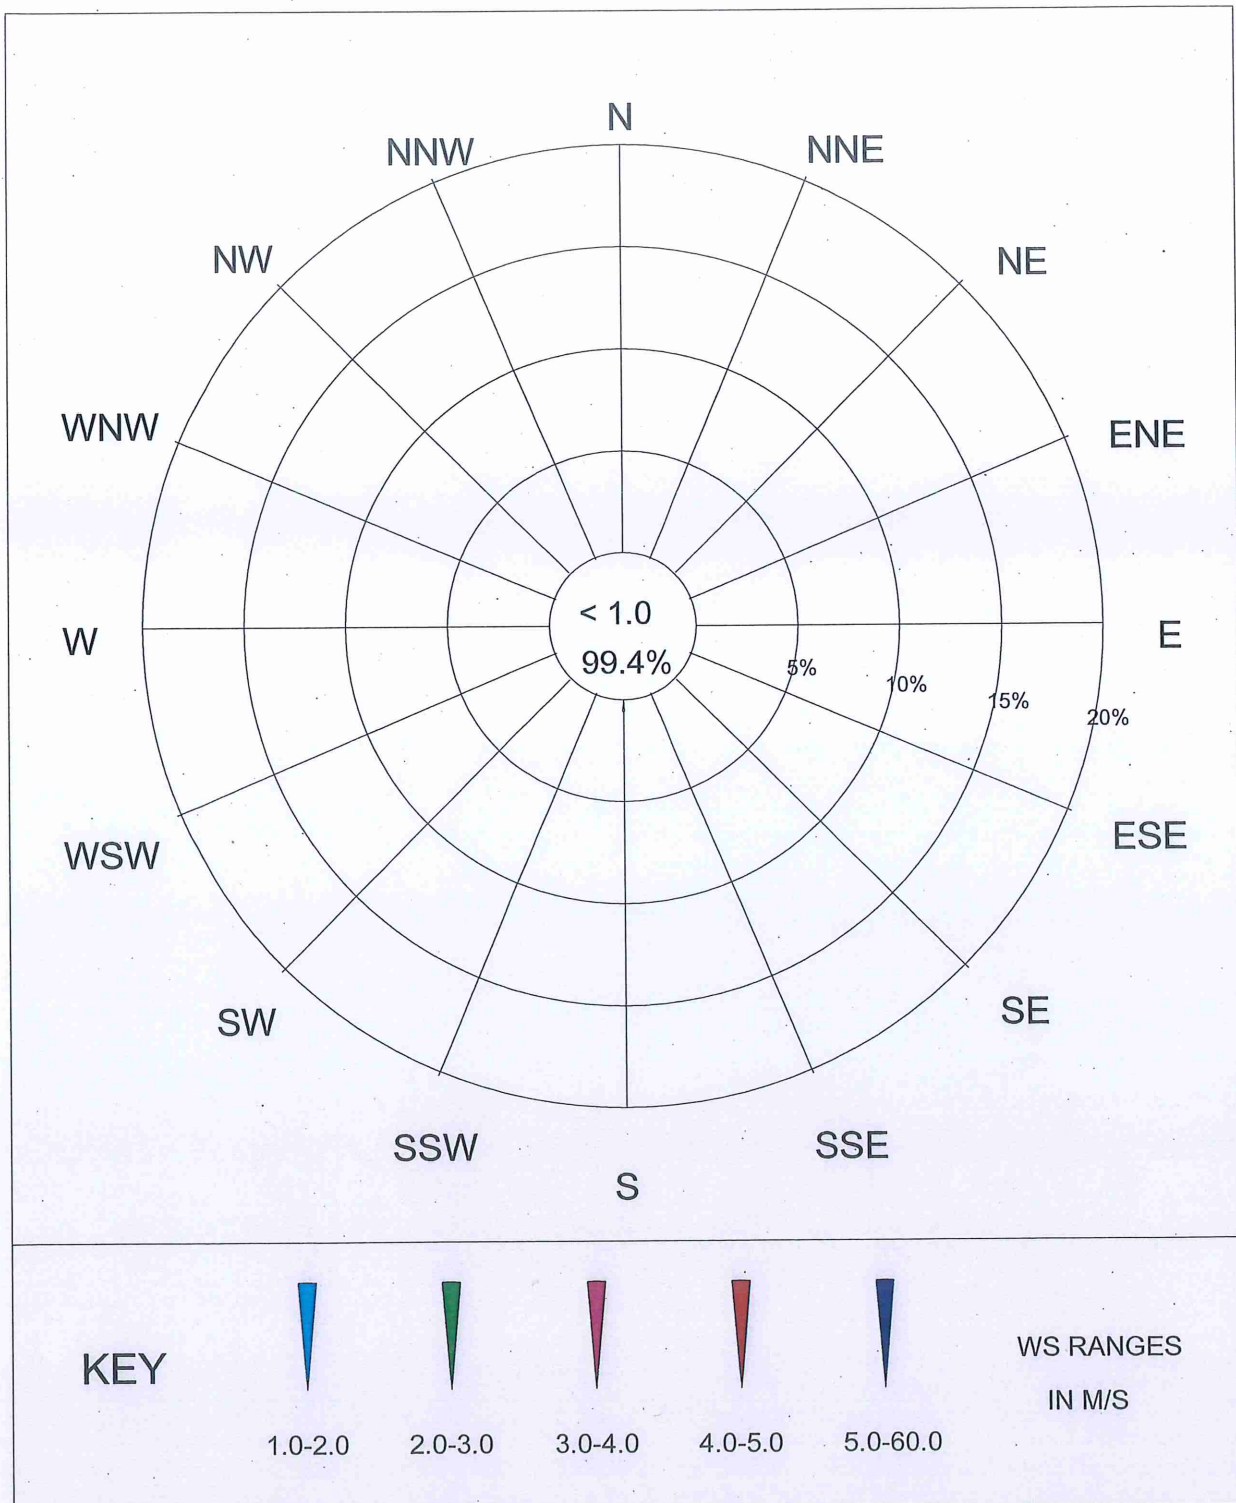 N
NNW
NNE
NW
NE
WNW
ENE
< 1.0
W
E
99.4%
5%
10%
15%
20%
WSW
ESE
SW
SE
SSW
SSE
S
WS RANGES
KEY
IN M/S
1.0-2.0
2.0-3.0
3.0-4.0
4.0-5.0
5.0-60.0